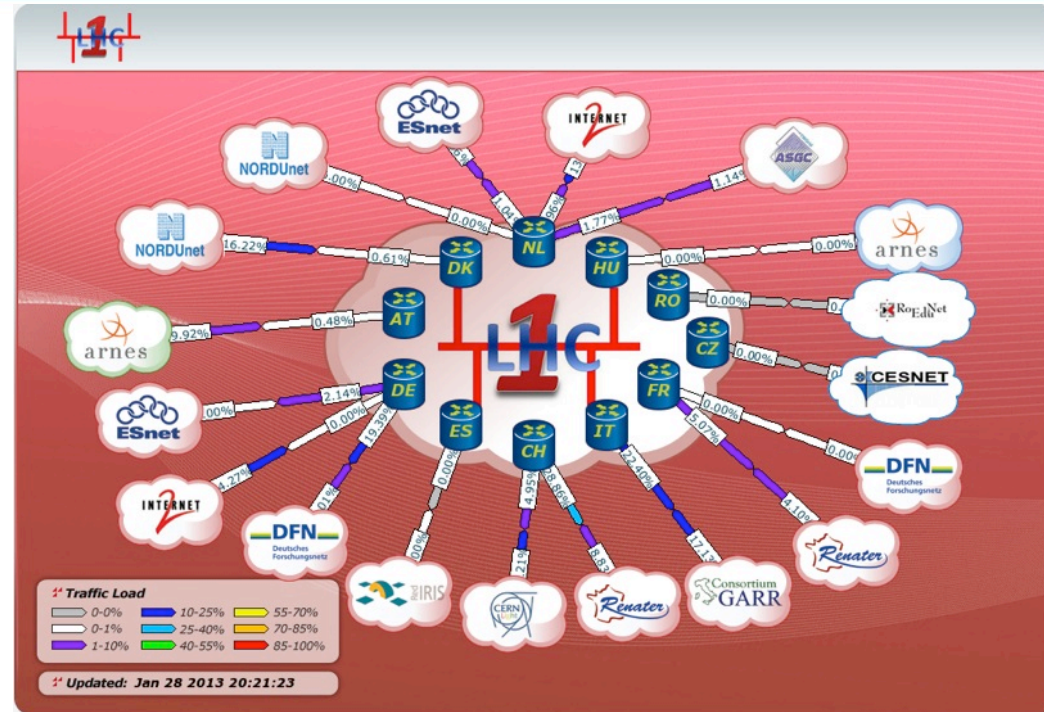 LHC
1
ESnet
INTERNET
2
NORDUnet
ASGC
1.04%
1.77%
1.14%
0.00%
NORDUnet
16.22%
0.61%
DK
NL
HU
0.00%
0.00%
arnes
RO
0.00%
RoEduNet
arnes
9.92%
0.48%
AT
LHC
1
CZ
0.00%
CESNET
ESnet
2.14%
DE
FR
0.00%
0.00%
19.39%
ES
CH
IT
5.07%
0.00%
DFN
Deutsches
Forschungsnetz
INTERNET
2
4.27%
0.00%
4.95%
28.86%
22.40%
4.10%
Renater
DFN
Deutsches
Forschungsnetz
17.13
8.83
RedIRIS
CERN
Light
Renater
Consortium
GARR
Traffic Load
0-0%
10-25%
55-70%
0-1%
25-40%
70-85%
1-10%
40-55%
85-100%
Updated: Jan 28 2013 20:21:23